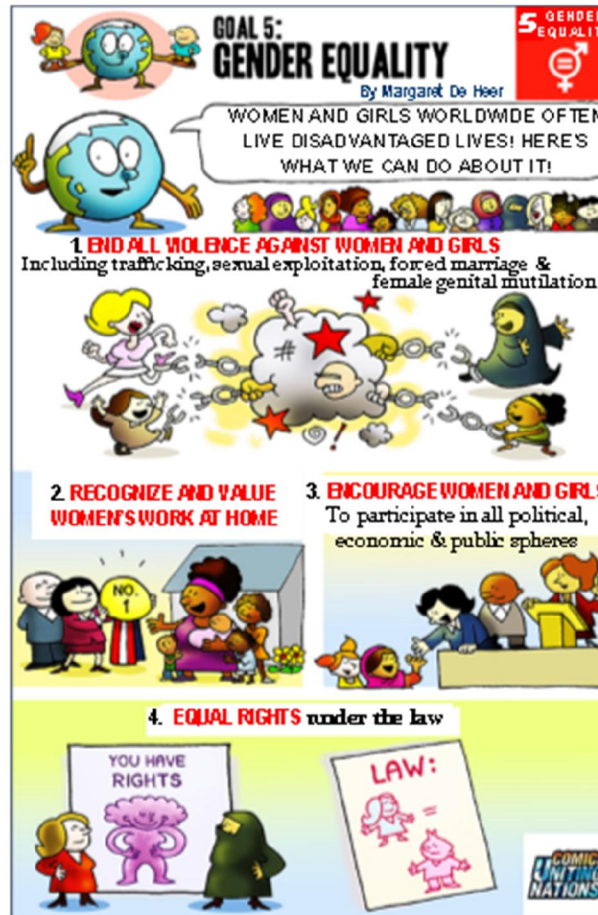 GOAL 5:
GENDER EQUALITY
By Margaret De Heer
5 GENDER
EQUALIT
WOMEN AND GIRLS WORLDWIDE OFTEN
LIVE DISADVANTAGED LIVES! HERE'S
WHAT WE CAN DO ABOUT IT!
1. END ALL VIOLENCE AGAINST WOMEN AND GIRLS
Including trafficking, sexual exploitation, forced marriage &
female genital mutilation
#
!
2. RECOGNIZE AND VALUE
WOMEN'S WORK AT HOME
NO.
1
3. ENCOURAGE WOMEN AND GIRLS
To participate in all political,
economic & public spheres
4. EQUAL RIGHTS under the law
YOU HAVE
RIGHTS
LAW:
=
COMIC
UNITING
NATIONS